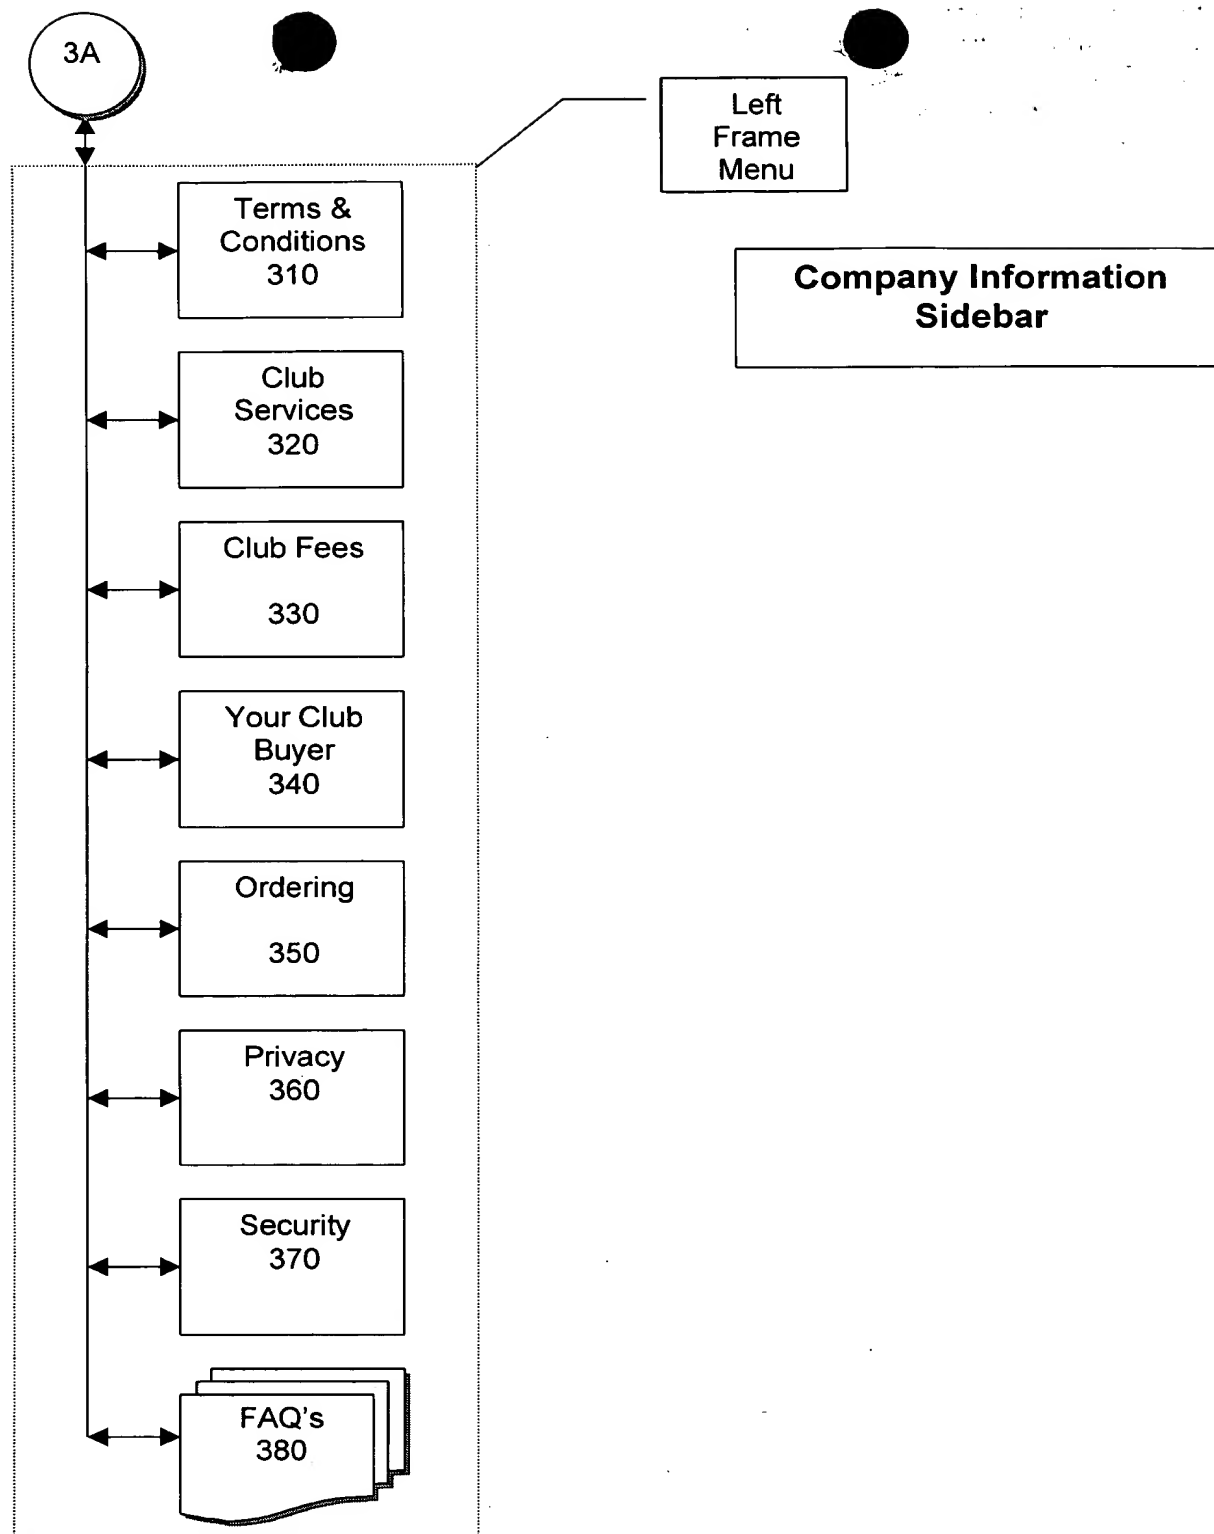 3A
Left
Frame
Menu
Company Information
Sidebar
Terms &
Conditions
310
Club
Services
320
Club Fees
330
Your Club
Buyer
340
Ordering
350
Privacy
360
Security
370
FAQ's
380